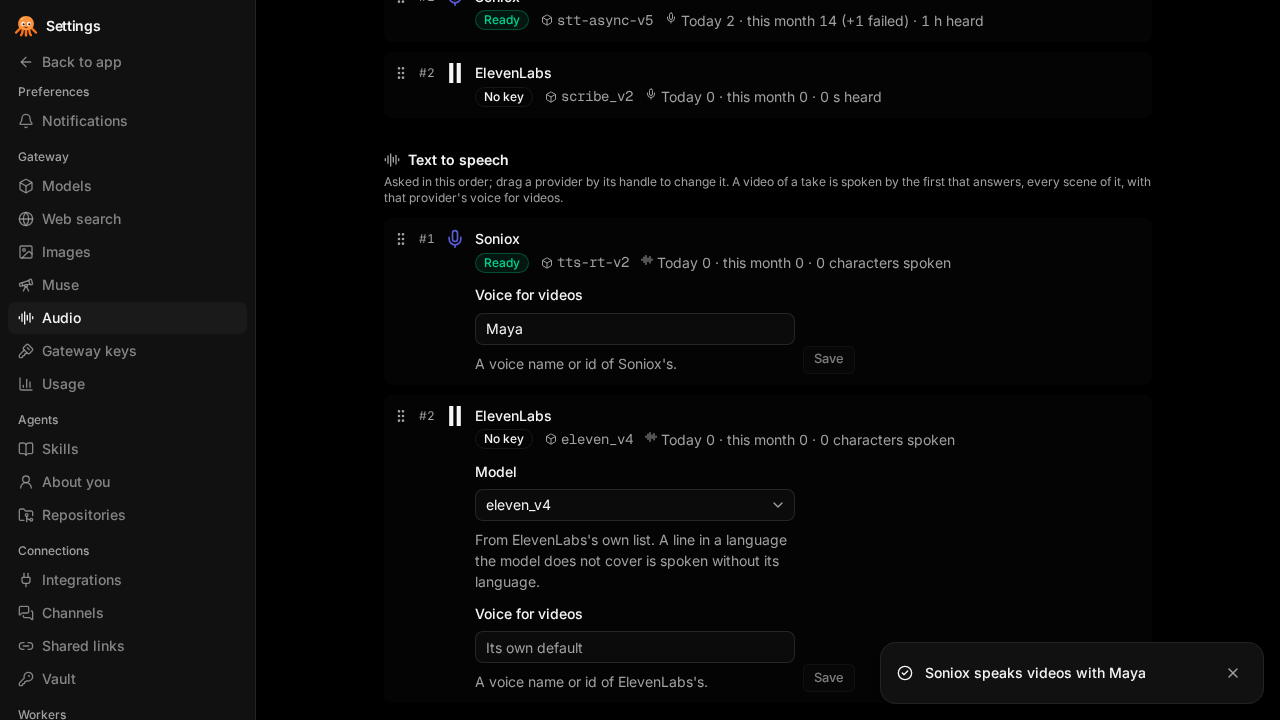 Settings
Back to app
Preferences
Notifications
Gateway
Models
Web search
Images
Muse
Audio
Gateway keys
Usage
Agents
Skills
About you
Repositories
Connections
Integrations
Channels
Shared links
Vault
Workers
Soniox
Ready stt-async-v5 Today 2 · this month 14 (+1 failed) · 1 h heard
#2 ElevenLabs
No key scribe_v2 Today 0 · this month 0 · 0 s heard
Text to speech
Asked in this order; drag a provider by its handle to change it. A video of a take is spoken by the first that answers, every scene of it, with
that provider's voice for videos.
#1 Soniox
Ready tts-rt-v2 Today 0 · this month 0 · 0 characters spoken
Voice for videos
Maya
A voice name or id of Soniox's.
Save
#2 ElevenLabs
No key eleven_v4 Today 0 · this month 0 · 0 characters spoken
Model
eleven_v4
From ElevenLabs's own list. A line in a language
the model does not cover is spoken without its
language.
Voice for videos
Its own default
A voice name or id of ElevenLabs's.
Save
Soniox speaks videos with Maya